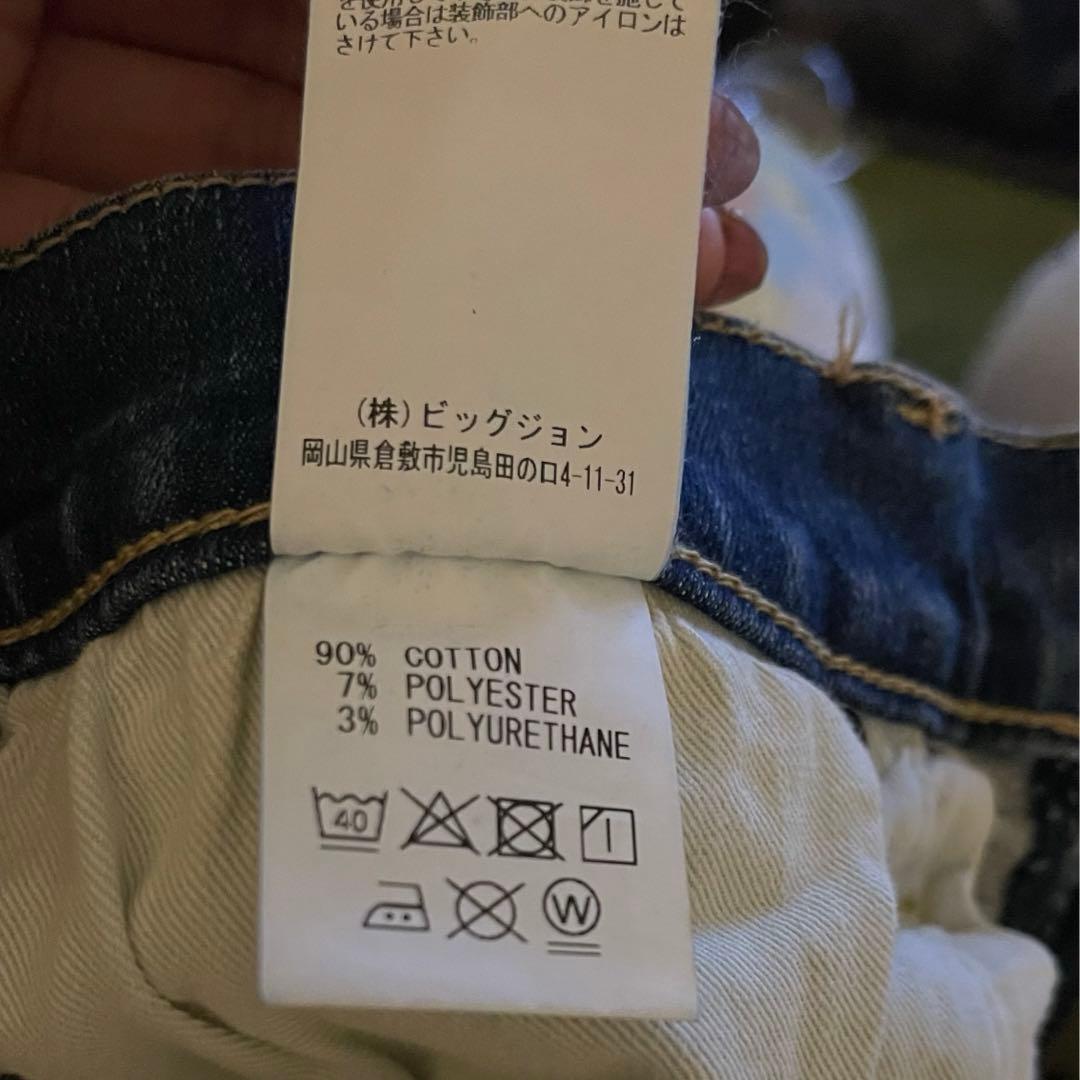 いる場合は装飾部へのアイロンは
さけて下さい。
(株)ビッグジョン
岡山県倉敷市児島田の口4-11-31
90% COTTON
7% POLYESTER
3% POLYURETHANE
40
W